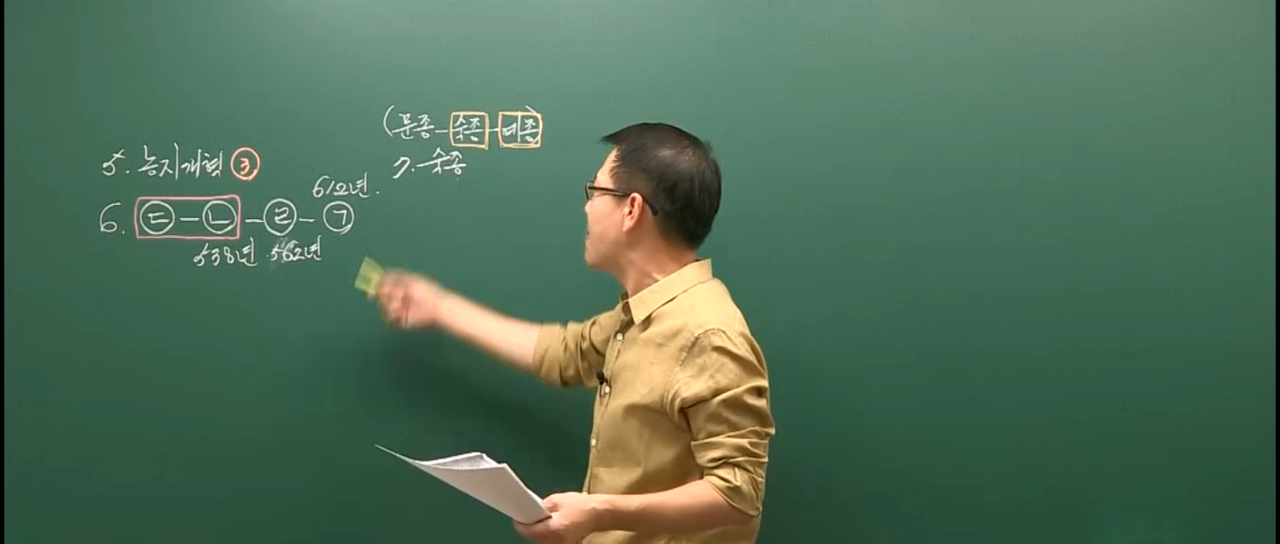 5. 농지개혁 ③
6. ㄷ - ㄴ - ㄹ - ㄱ
612년.
538년 562년
(문종 - 숙종 - 예종)
7. 숙종